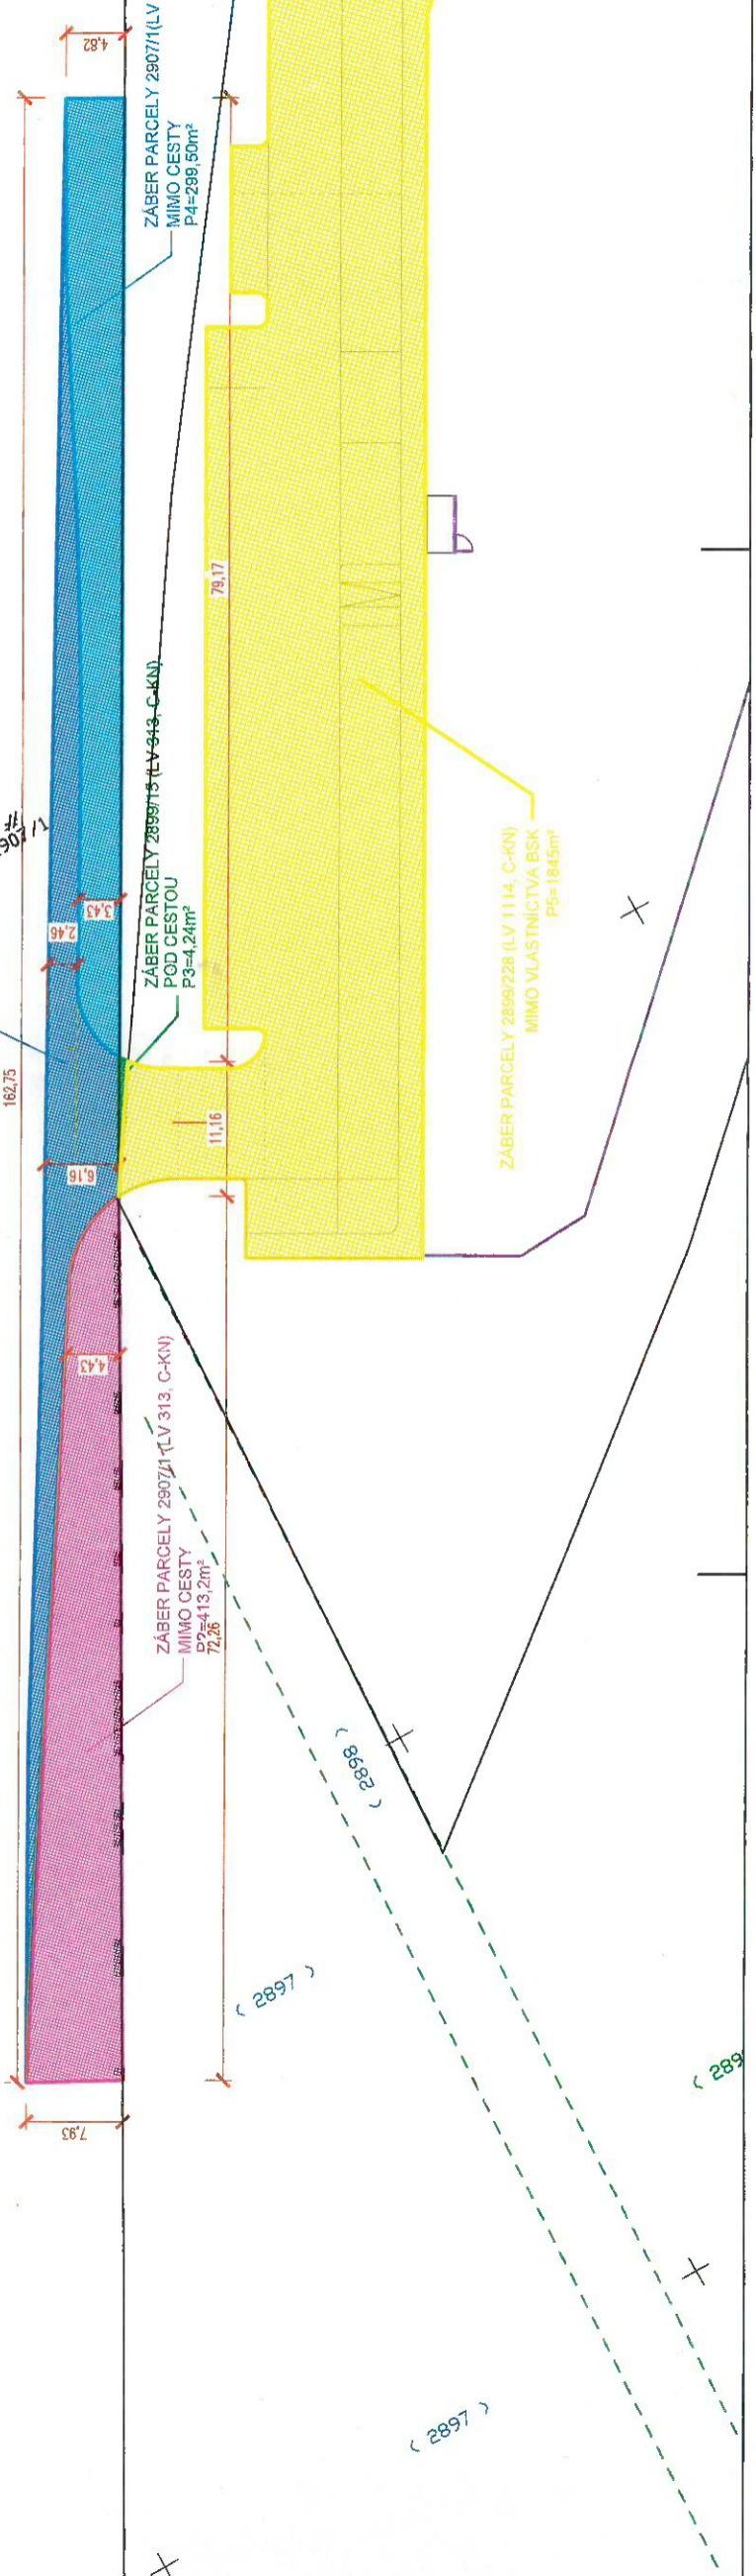 4,82
ZÁBER PARCELY 2907/1(LV
MIMO CESTY
P4=299,50m²
79,17
2,46
3,43
ZÁBER PARCELY 2899/15 (LV 313, C-KN)
POD CESTOU
P3=4,24m²
162,75
6,16
11,16
ZÁBER PARCELY 2899/228 (LV 1114, C-KN)
MIMO VLASTNÍCTVA BSK
P5=1845m²
4,43
ZÁBER PARCELY 2907/1 (LV 313, C-KN)
MIMO CESTY
P2=413,2m²
72,26
( 2898 )
( 2897 )
7,93
( 289
( 2897 )